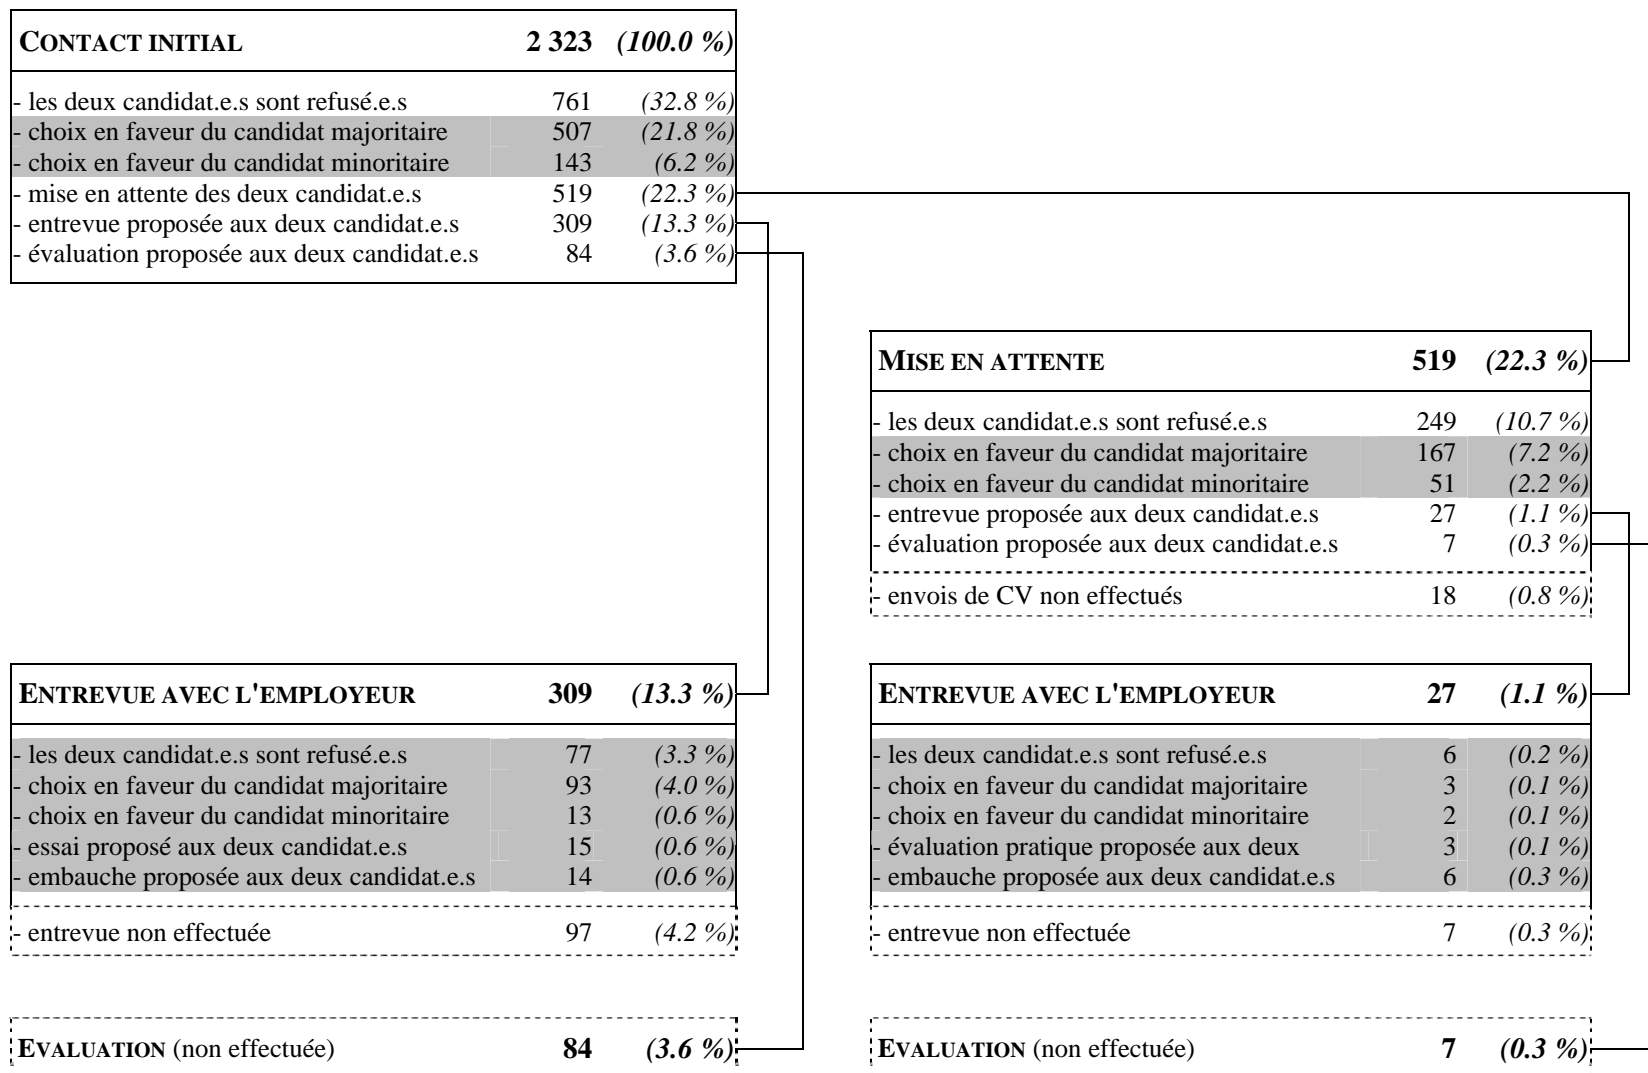 CONTACT INITIAL 2 323 (100.0 %)
- les deux candidat.e.s sont refusé.e.s 761 (32.8 %)
- choix en faveur du candidat majoritaire 507 (21.8 %)
- choix en faveur du candidat minoritaire 143 (6.2 %)
- mise en attente des deux candidat.e.s 519 (22.3 %)
- entrevue proposée aux deux candidat.e.s 309 (13.3 %)
- évaluation proposée aux deux candidat.e.s 84 (3.6 %)
MISE EN ATTENTE 519 (22.3 %)
- les deux candidat.e.s sont refusé.e.s 249 (10.7 %)
- choix en faveur du candidat majoritaire 167 (7.2 %)
- choix en faveur du candidat minoritaire 51 (2.2 %)
- entrevue proposée aux deux candidat.e.s 27 (1.1 %)
- évaluation proposée aux deux candidat.e.s 7 (0.3 %)
- envois de CV non effectués 18 (0.8 %)
ENTREVUE AVEC L'EMPLOYEUR 309 (13.3 %)
- les deux candidat.e.s sont refusé.e.s 77 (3.3 %)
- choix en faveur du candidat majoritaire 93 (4.0 %)
- choix en faveur du candidat minoritaire 13 (0.6 %)
- essai proposé aux deux candidat.e.s 15 (0.6 %)
- embauche proposée aux deux candidat.e.s 14 (0.6 %)
- entrevue non effectuée 97 (4.2 %)
ENTREVUE AVEC L'EMPLOYEUR 27 (1.1 %)
- les deux candidat.e.s sont refusé.e.s 6 (0.2 %)
- choix en faveur du candidat majoritaire 3 (0.1 %)
- choix en faveur du candidat minoritaire 2 (0.1 %)
- évaluation pratique proposée aux deux 3 (0.1 %)
- embauche proposée aux deux candidat.e.s 6 (0.3 %)
- entrevue non effectuée 7 (0.3 %)
EVALUATION (non effectuée) 84 (3.6 %)
EVALUATION (non effectuée) 7 (0.3 %)